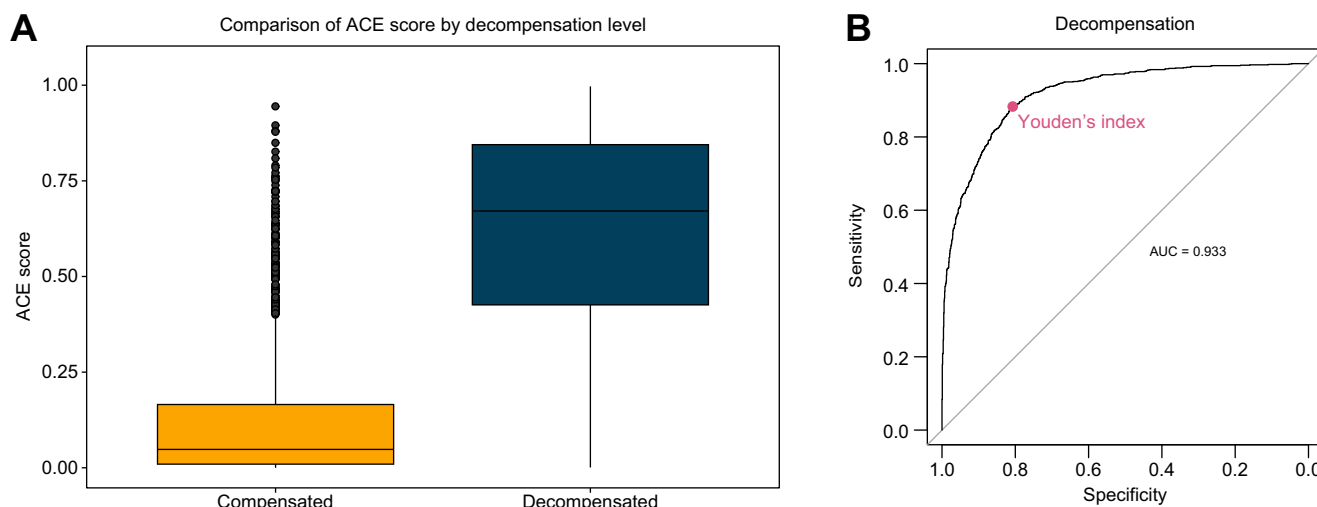 A
Comparison of ACE score by decompensation level
ACE score
1.00
0.75
0.50
0.25
0.00
Compensated
Decompensated
B
Decompensation
Sensitivity
1.0
0.8
0.6
0.4
0.2
0.0
Youden's index
AUC = 0.933
1.0
0.8
0.6
0.4
0.2
0.0
Specificity